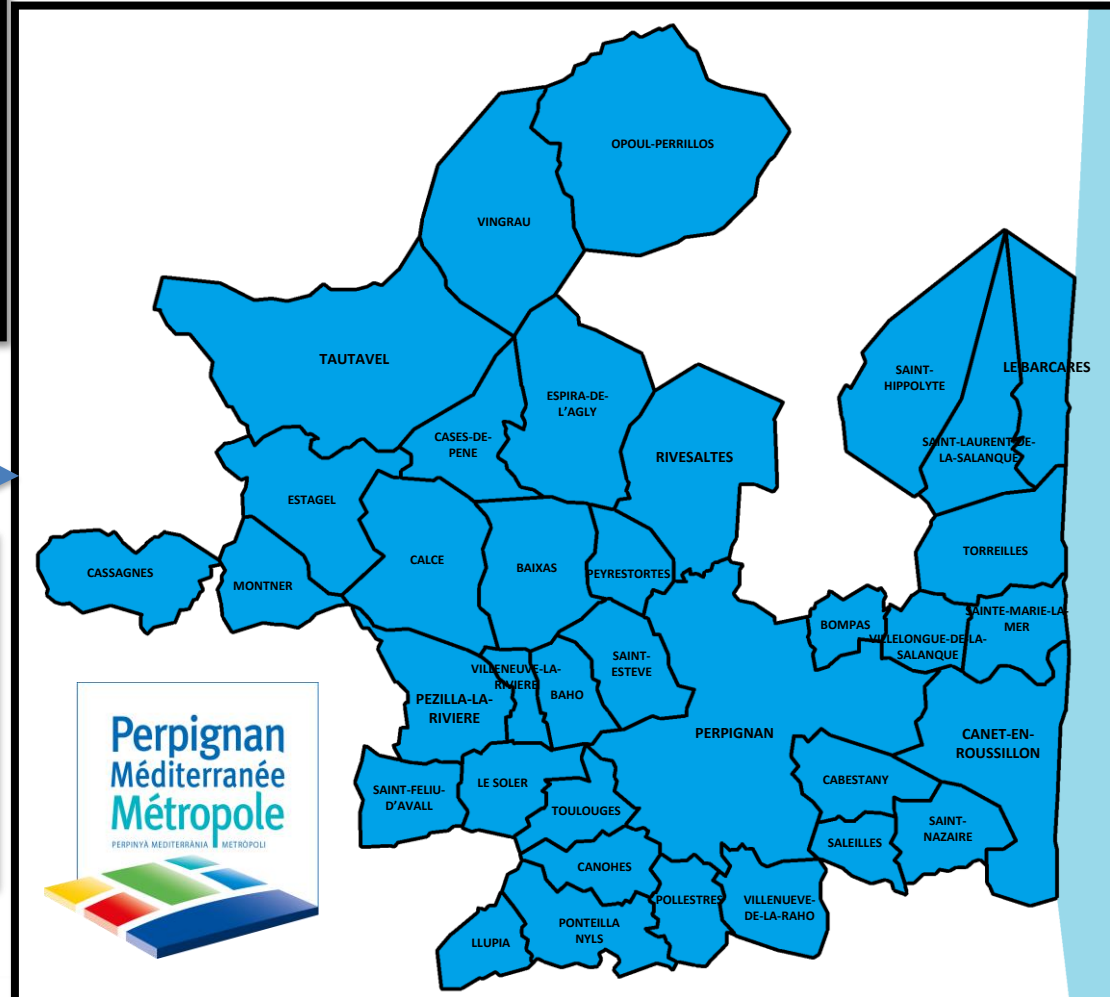 OPOUL-PERRILLOS
VINGRAU
TAUTAVEL
SAINT-
HIPPOLYTE
LE BARCARES
ESPIRA-DE-
L'AGLY
CASES-DE-
PENE
RIVESALTES
SAINT-LAURENT-DE-
LA-SALANQUE
ESTAGEL
CASSAGNES
MONTNER
CALCE
BAIXAS
PEYRESTORTES
TORREILLES
BOMPAS
VILLELONGUE-DE-LA-
SALANQUE
SAINTE-MARIE-LA-
MER
SAINT-
ESTEVE
VILLENEUVE-LA-
RIVIERE
BAHO
PEZILLA-LA-
RIVIERE
PERPIGNAN
CANET-EN-
ROUSSILLON
CABESTANY
SAINT-FELIU-
D'AVALL
LE SOLER
TOULOUGES
SAINT-
NAZAIRE
SALEILLES
CANOHES
POLLESTRES
VILLENUEVE-
DE-LA-RAHO
PONTEILLA
NYLS
LLUPIA
Perpignan
Méditerranée
Métropole
PERPINYÀ MEDITERRÀNIA METRÒPOLI